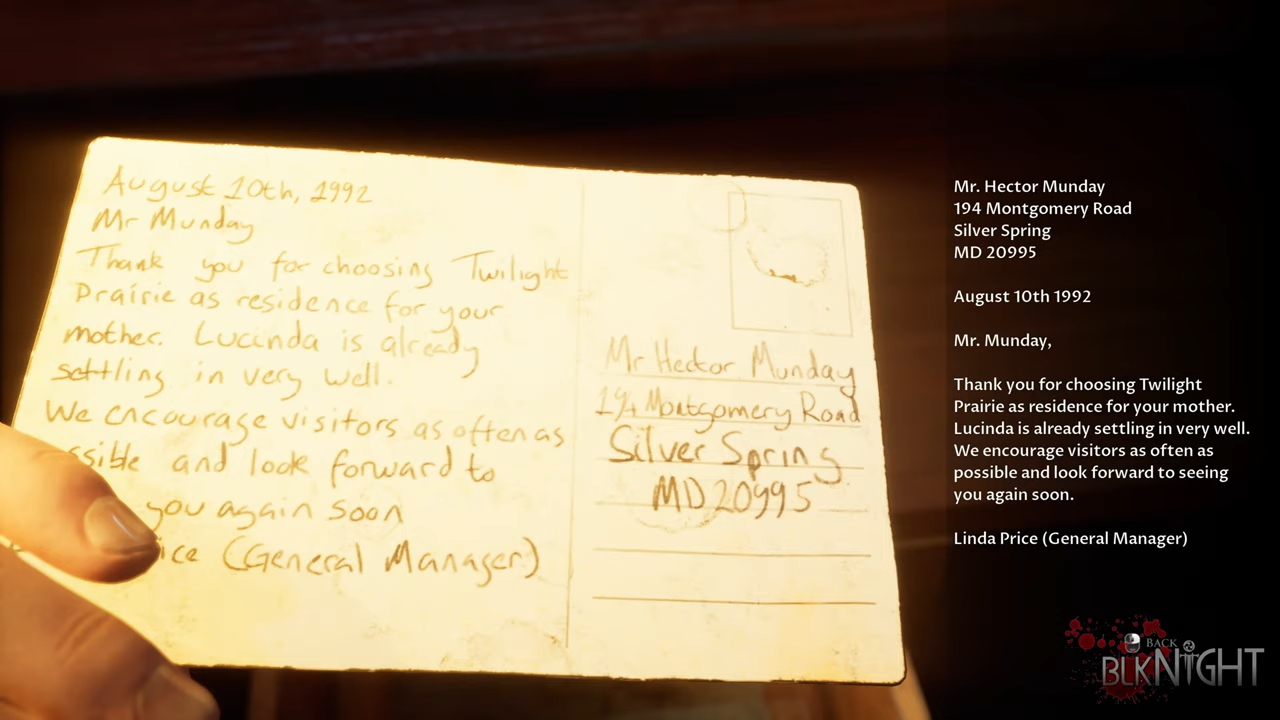 August 10th, 1992
Mr Munday
Thank you for choosing Twilight
Prairie as residence for your
mother. Lucinda is already
settling in very well.
We encourage visitors as often as
ssible and look forward to
you again soon
ice (General Manager)
Mr Hector Munday
194 Montgomery Road
Silver Spring
MD 20995
Mr. Hector Munday
194 Montgomery Road
Silver Spring
MD 20995
August 10th 1992
Mr. Munday,
Thank you for choosing Twilight
Prairie as residence for your mother.
Lucinda is already settling in very well.
We encourage visitors as often as
possible and look forward to seeing
you again soon.
Linda Price (General Manager)
BACK
BLKNIGHT